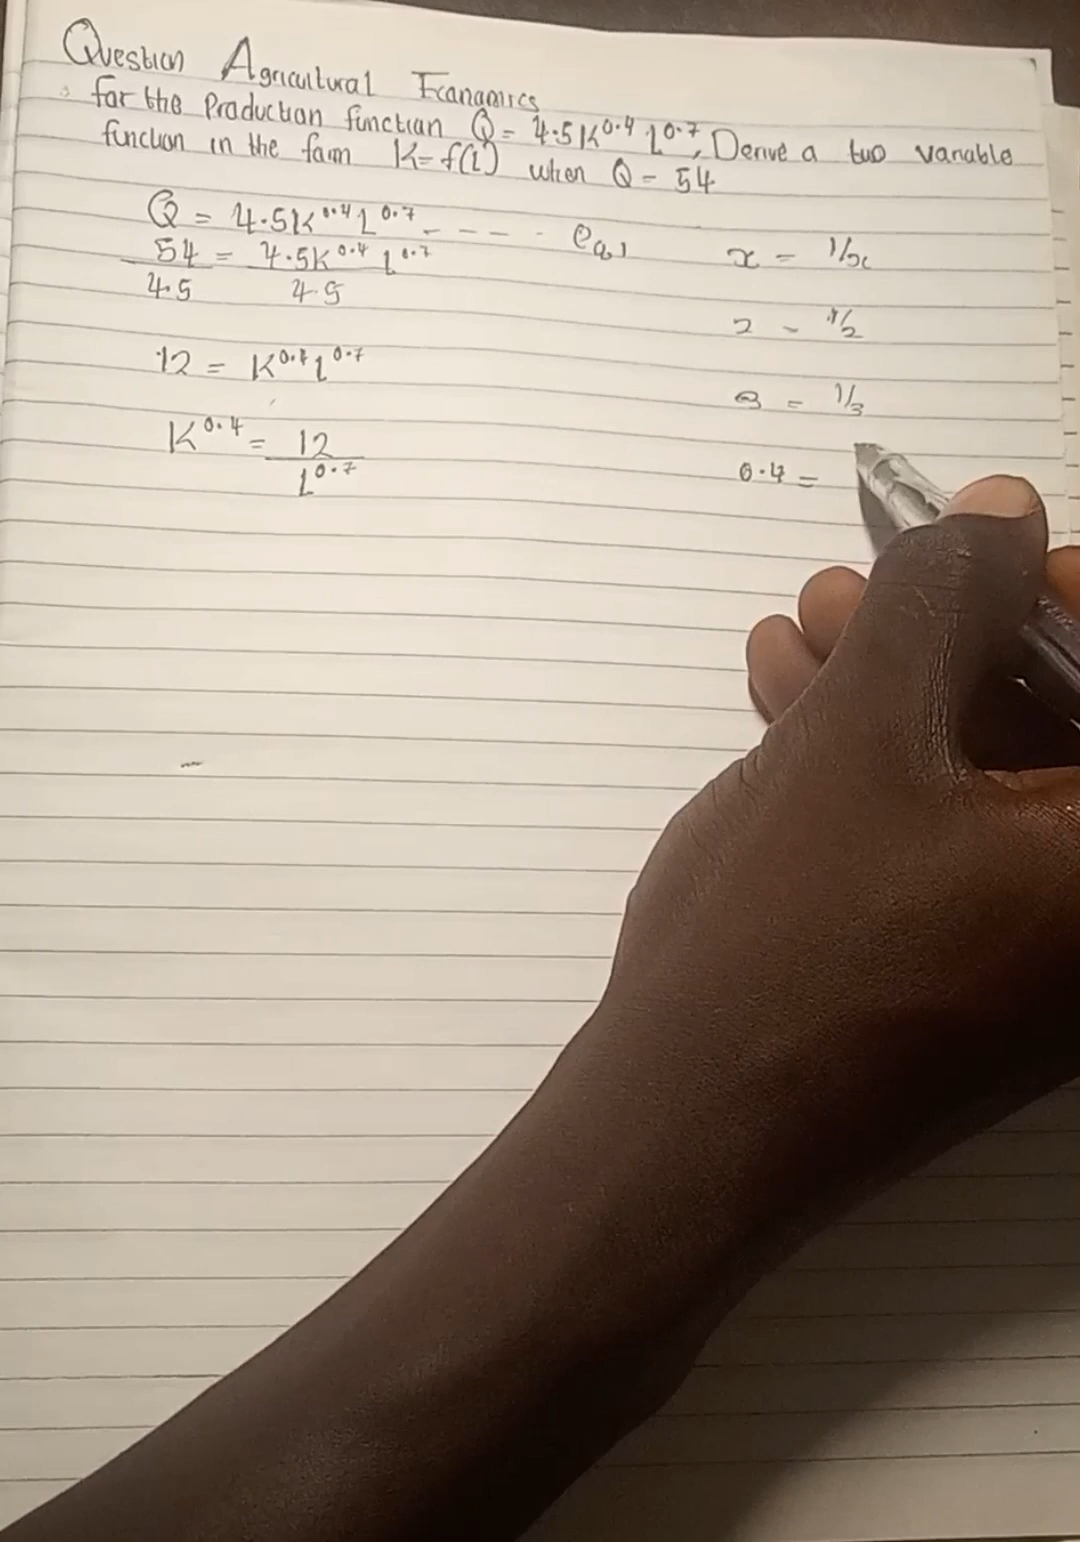 Question Agricultural Economics
for the Production function Q = 4.5K^0.4 L^0.7, Derive a two variable
function in the form K=f(L) when Q = 54
Q = 4.5K^0.4 L^0.7 - - - - eq1
54 = 4.5K^0.4 L^0.7
4.5 4.5
12 = K^0.4 L^0.7
K^0.4 = 12
L^0.7
x = 1/x
2 = 1/2
3 = 1/3
0.4 =